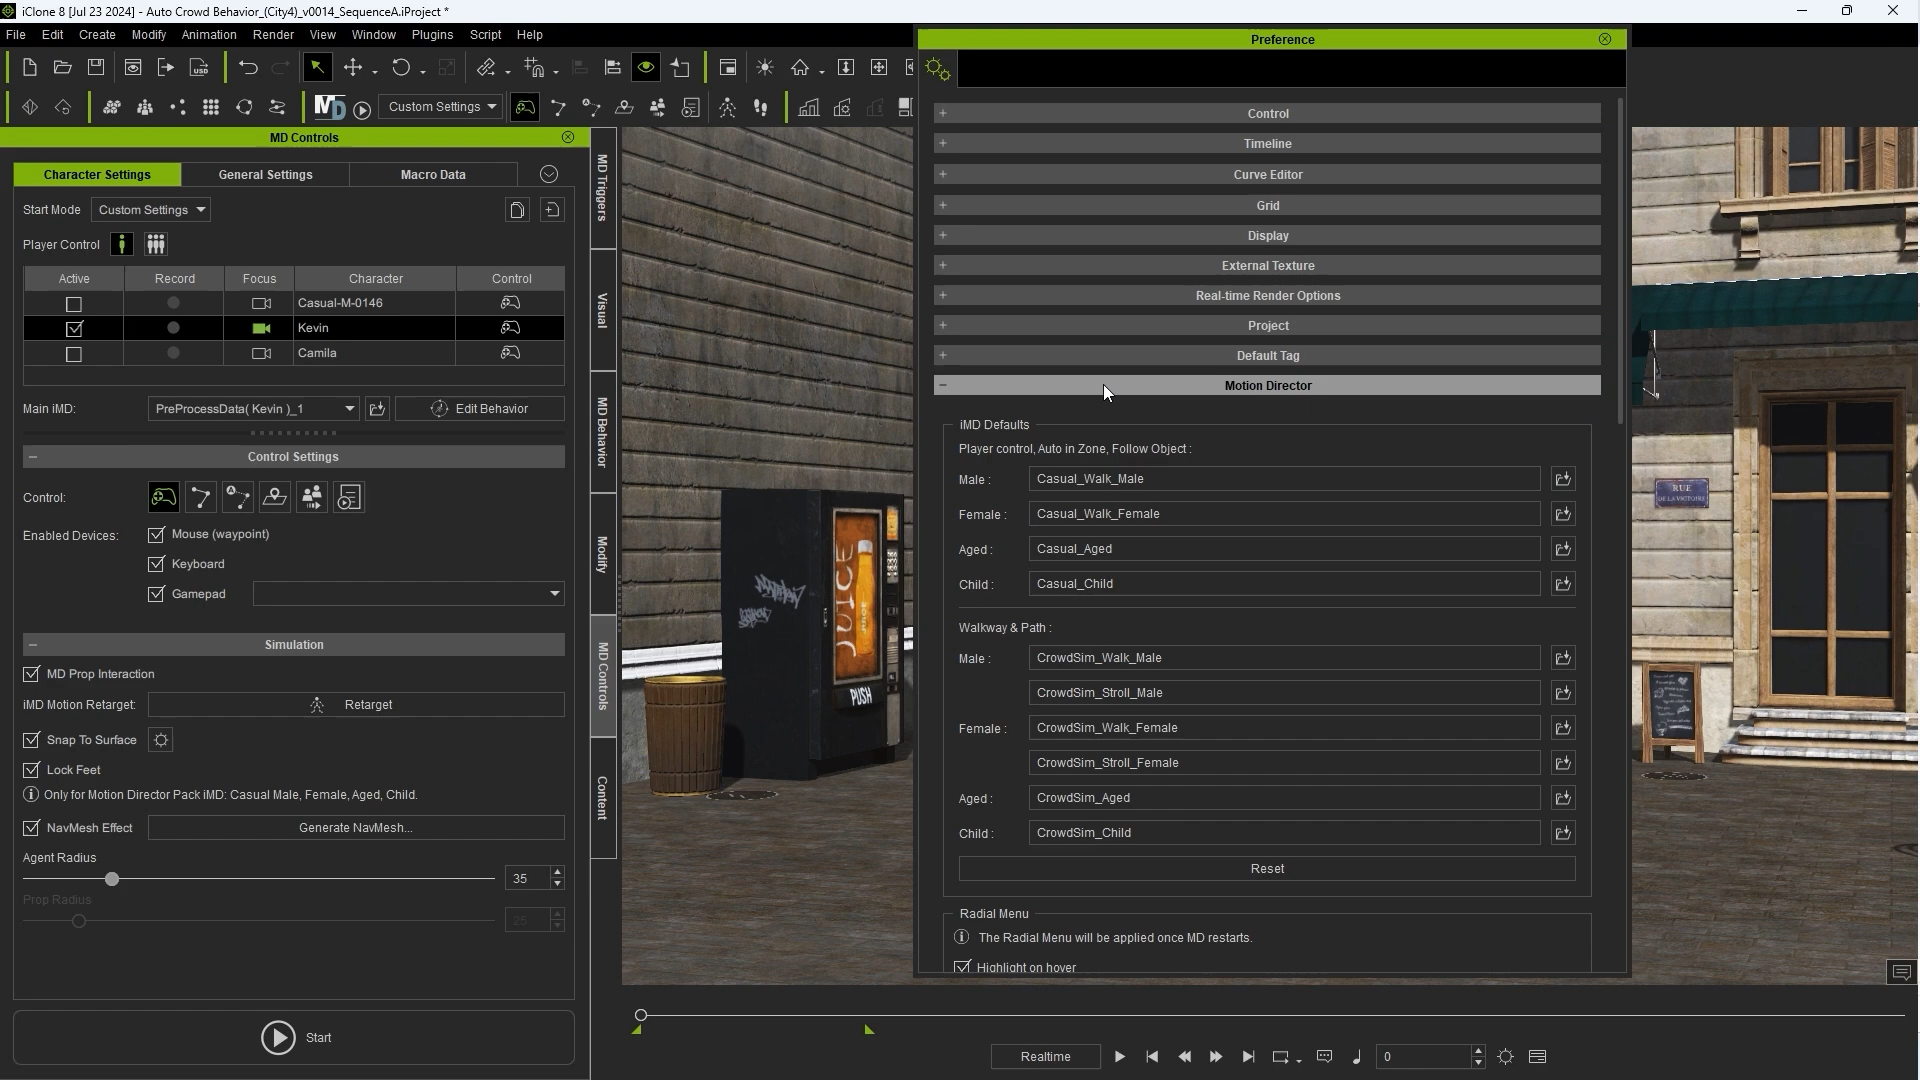 iClone 8 [Jul 23 2024] - Auto Crowd Behavior_(City4)_v0014_SequenceA.iProject *
File Edit Create Modify Animation Render View Window Plugins Script Help
USD
MD Custom Settings
MD Controls
Character Settings General Settings Macro Data
Start Mode Custom Settings
Player Control
Active Record Focus Character Control
Casual-M-0146
Kevin
Camila
Main iMD: PreProcessData( Kevin )_1 Edit Behavior
Control Settings
Control:
Enabled Devices: Mouse (waypoint)
Keyboard
Gamepad
Simulation
MD Prop Interaction
iMD Motion Retarget: Retarget
Snap To Surface
Lock Feet
Only for Motion Director Pack iMD: Casual Male, Female, Aged, Child.
NavMesh Effect Generate NavMesh...
Agent Radius
35
Prop Radius
25
Start
MD Triggers
Visual
MD Behavior
Modify
MD Controls
Content
JUICE
PUSH
Preference
Control
Timeline
Curve Editor
Grid
Display
External Texture
Real-time Render Options
Project
Default Tag
Motion Director
iMD Defaults
Player control, Auto in Zone, Follow Object :
Male : Casual_Walk_Male
Female : Casual_Walk_Female
Aged : Casual_Aged
Child : Casual_Child
Walkway & Path :
Male : CrowdSim_Walk_Male
CrowdSim_Stroll_Male
Female : CrowdSim_Walk_Female
CrowdSim_Stroll_Female
Aged : CrowdSim_Aged
Child : CrowdSim_Child
Reset
Radial Menu
The Radial Menu will be applied once MD restarts.
Highlight on hover
RUE
DE LA VICTOIRE
Realtime 0